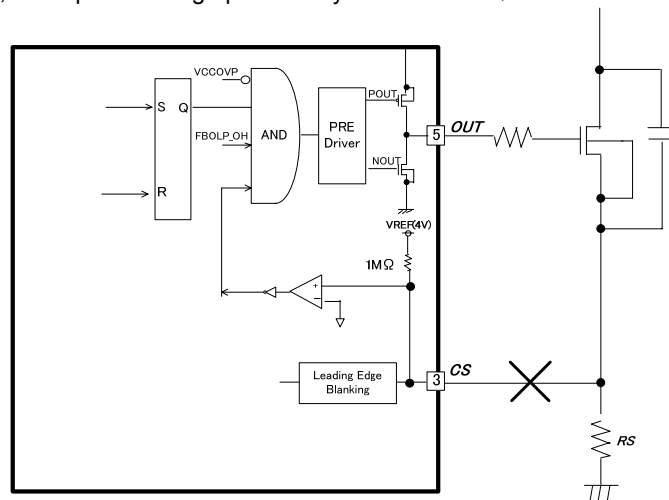 VCCOVP
POUT
S Q
FBOLP_OH
AND
PRE
Driver
5
OUT
NOUT
R
VREF(4V)
1MΩ
+
−
Leading Edge
Blanking
3
CS
RS